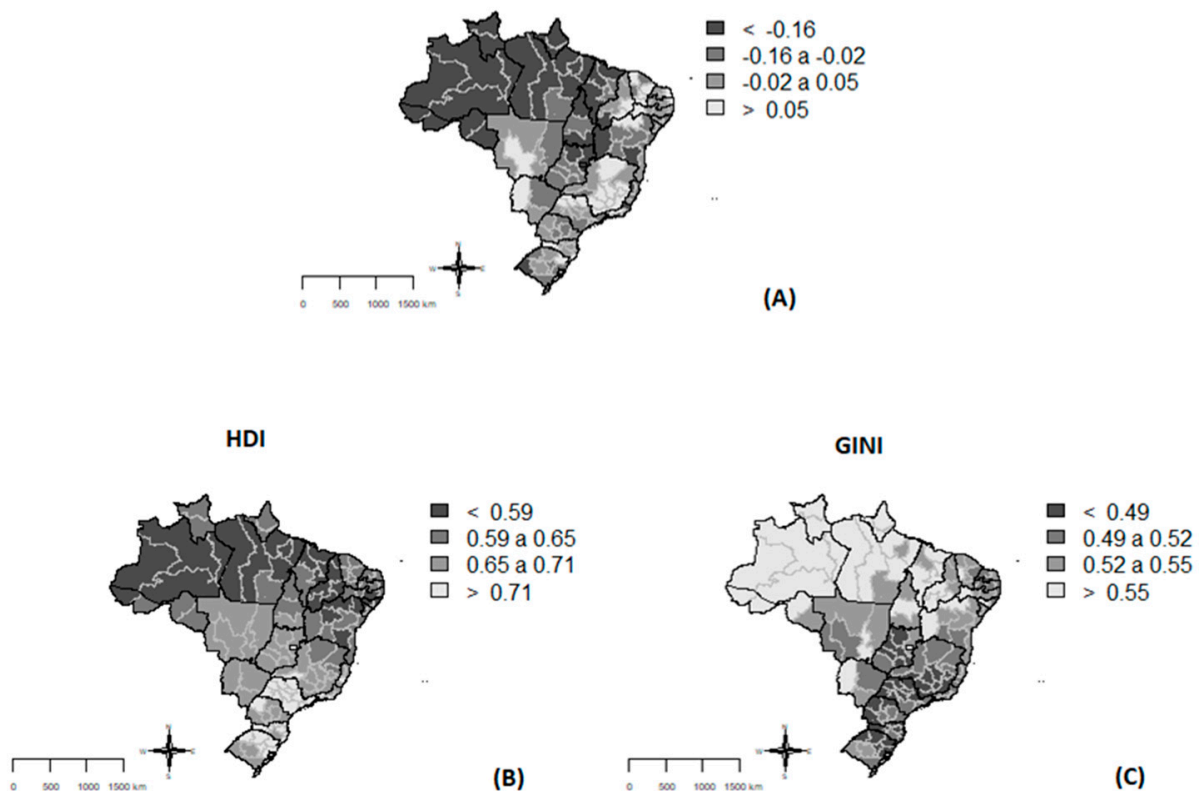 < -0.16
-0.16 a -0.02
-0.02 a 0.05
> 0.05
N
W E
S
0 500 1000 1500 km
(A)
HDI
< 0.59
0.59 a 0.65
0.65 a 0.71
> 0.71
N
W E
S
0 500 1000 1500 km
(B)
GINI
< 0.49
0.49 a 0.52
0.52 a 0.55
> 0.55
N
W E
S
0 500 1000 1500 km
(C)